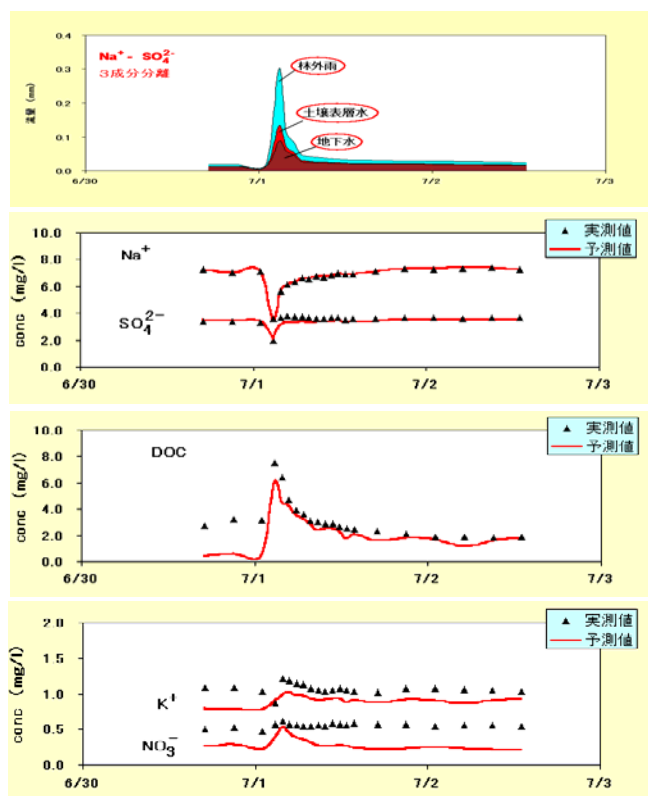 Na⁺- SO₄²⁻
3成分分離
流量 (mm)
0.4
0.3
0.2
0.1
0.0
林外雨
土壌表層水
地下水
6/30
7/1
7/2
7/3
conc (mg/l)
10.0
8.0
6.0
4.0
2.0
0.0
Na⁺
SO₄²⁻
実測値
予測値
6/30
7/1
7/2
7/3
conc (mg/l)
10.0
8.0
6.0
4.0
2.0
0.0
DOC
実測値
予測値
6/30
7/1
7/2
7/3
conc (mg/l)
2.0
1.5
1.0
0.5
0.0
K⁺
NO₃⁻
実測値
予測値
6/30
7/1
7/2
7/3